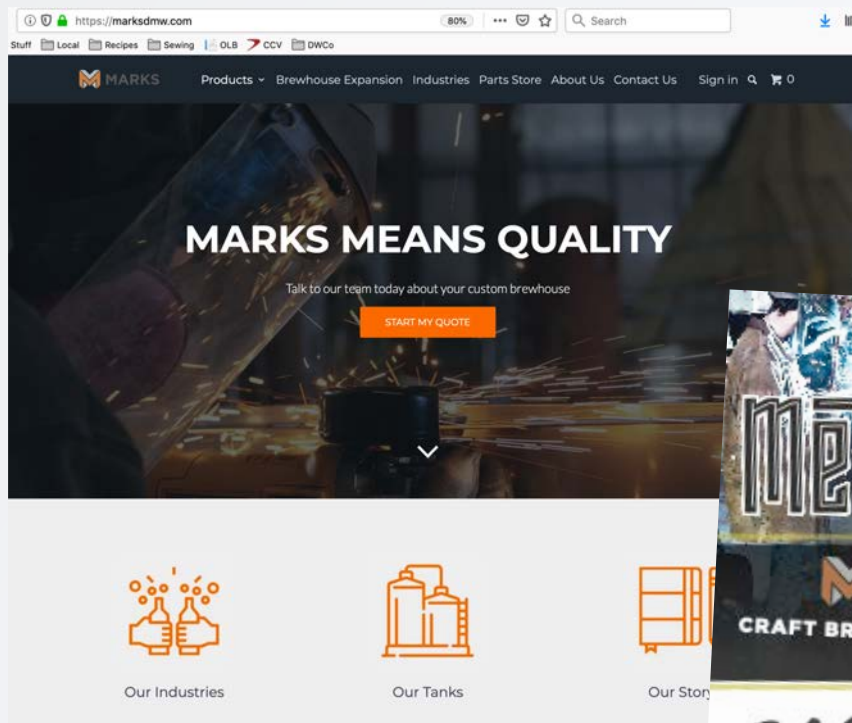 https://marksdmw.com
80%
Search
Stuff Local Recipes Sewing OLB CCV DWCo
MARKS Products Brewhouse Expansion Industries Parts Store About Us Contact Us Sign in 0
MARKS MEANS QUALITY
Talk to our team today about your custom brewhouse
START MY QUOTE
CRAFT BR
Our Industries Our Tanks Our Story